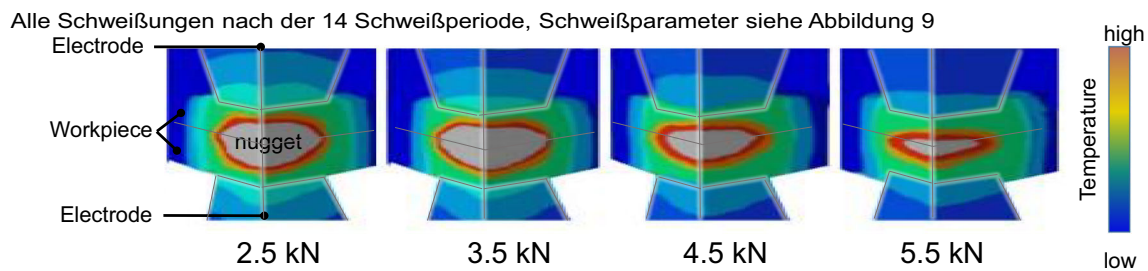 Alle Schweißungen nach der 14 Schweißperiode, Schweißparameter siehe Abbildung 9
Electrode
high
Workpiece
nugget
Temperature
Electrode
2.5 kN
3.5 kN
4.5 kN
5.5 kN
low